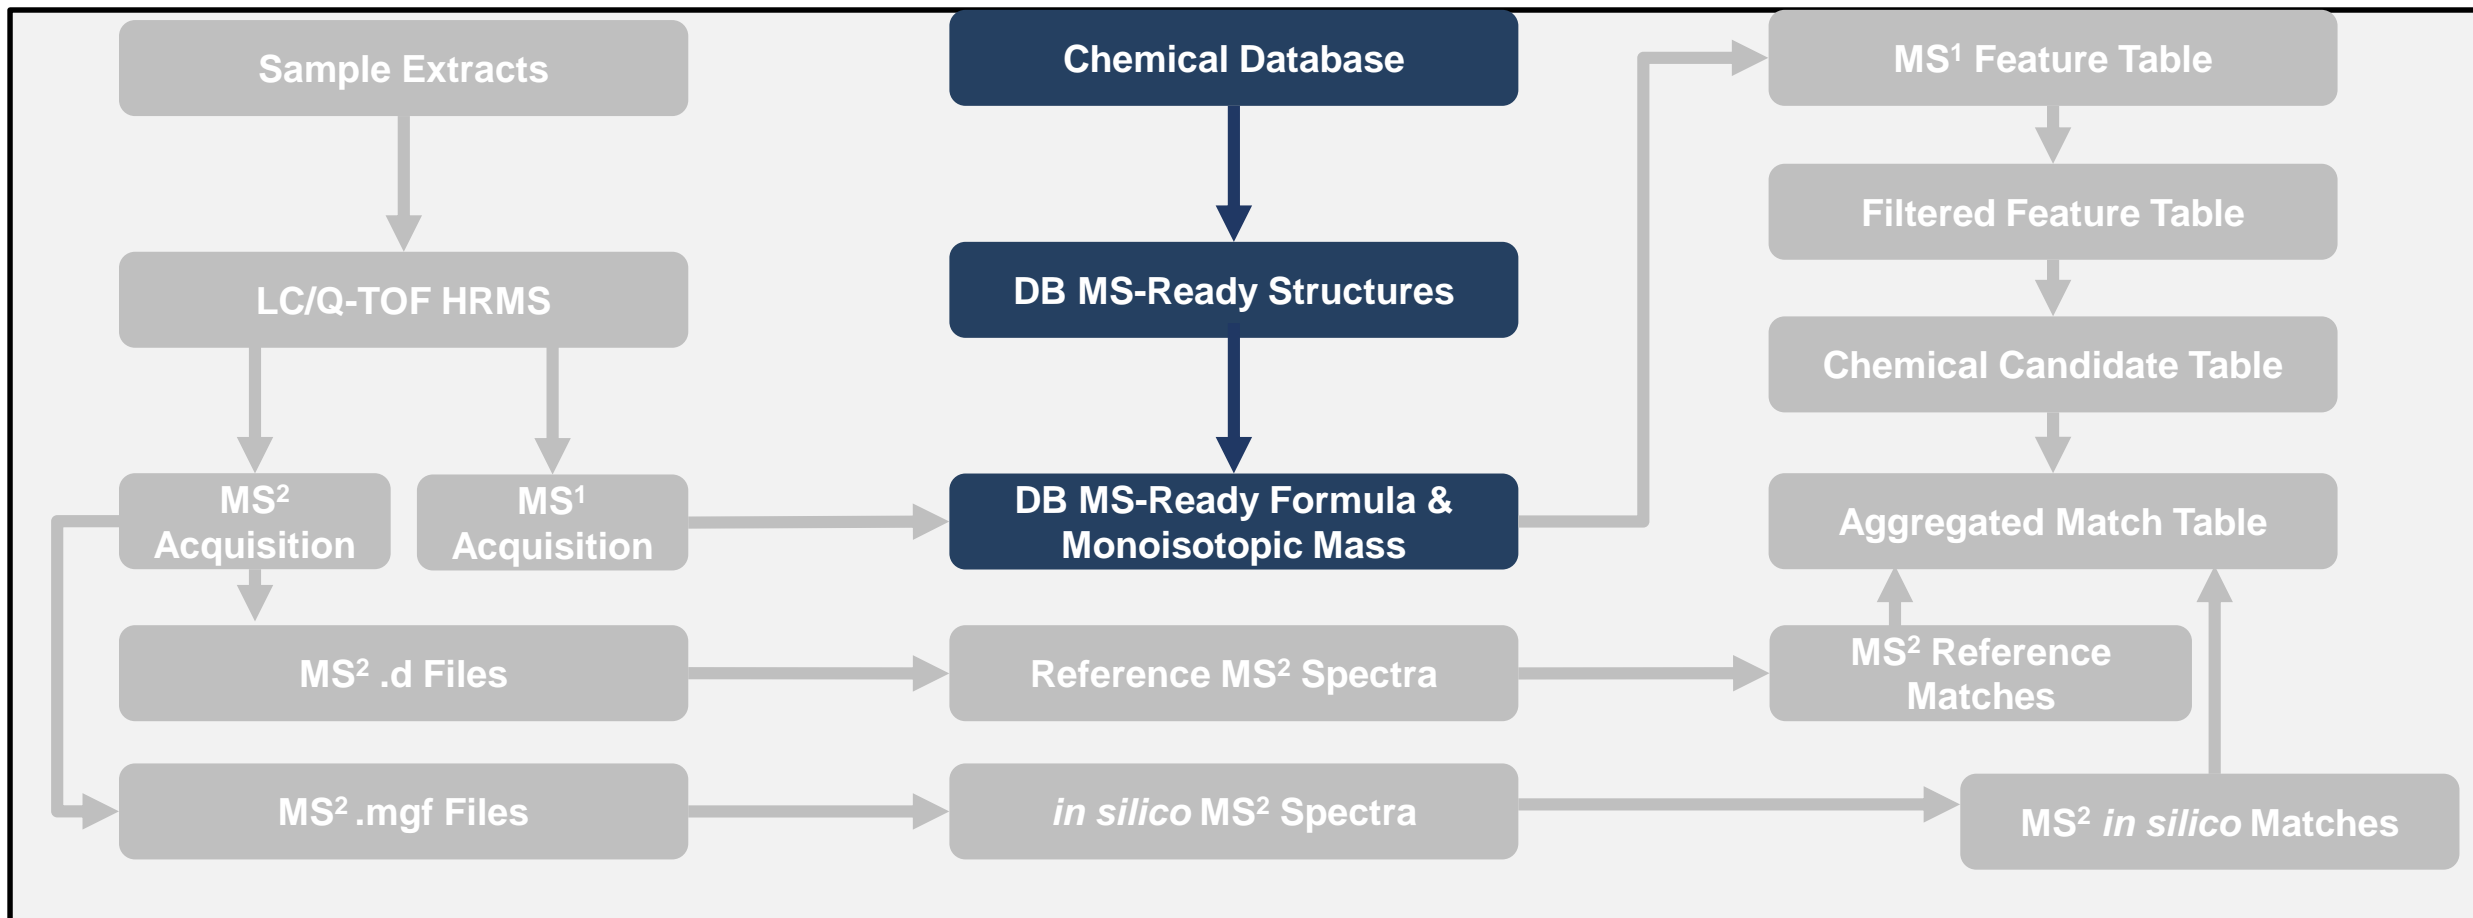 Sample Extracts
LC/Q-TOF HRMS
MS²
Acquisition
MS¹
Acquisition
MS² .d Files
MS² .mgf Files
Chemical Database
DB MS-Ready Structures
DB MS-Ready Formula &
Monoisotopic Mass
Reference MS² Spectra
in silico MS² Spectra
MS¹ Feature Table
Filtered Feature Table
Chemical Candidate Table
Aggregated Match Table
MS² Reference
Matches
MS² in silico Matches